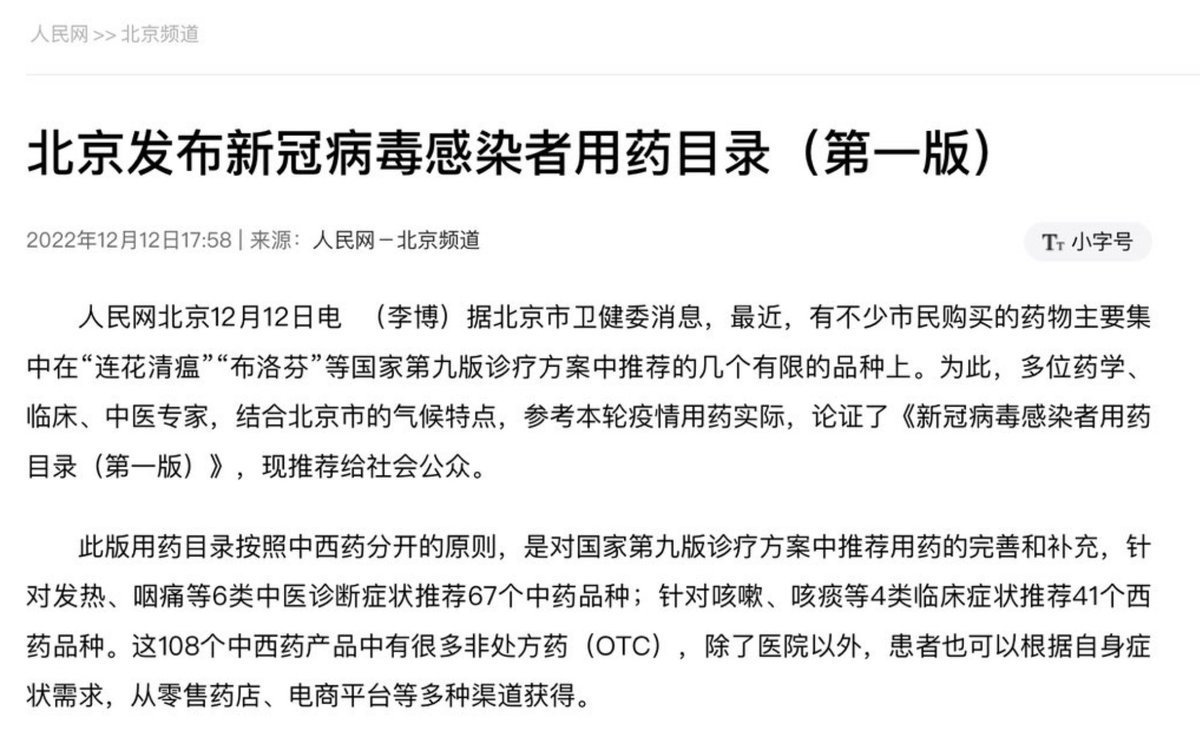 人民网 >> 北京频道
北京发布新冠病毒感染者用药目录（第一版）
2022年12月12日17:58 | 来源：人民网－北京频道
TT 小字号
人民网北京12月12日电　（李博）据北京市卫健委消息，最近，有不少市民购买的药物主要集
中在“连花清瘟”“布洛芬”等国家第九版诊疗方案中推荐的几个有限的品种上。为此，多位药学、
临床、中医专家，结合北京市的气候特点，参考本轮疫情用药实际，论证了《新冠病毒感染者用药
目录（第一版）》，现推荐给社会公众。
此版用药目录按照中西药分开的原则，是对国家第九版诊疗方案中推荐用药的完善和补充，针
对发热、咽痛等6类中医诊断症状推荐67个中药品种；针对咳嗽、咳痰等4类临床症状推荐41个西
药品种。这108个中西药产品中有很多非处方药（OTC），除了医院以外，患者也可以根据自身症
状需求，从零售药店、电商平台等多种渠道获得。